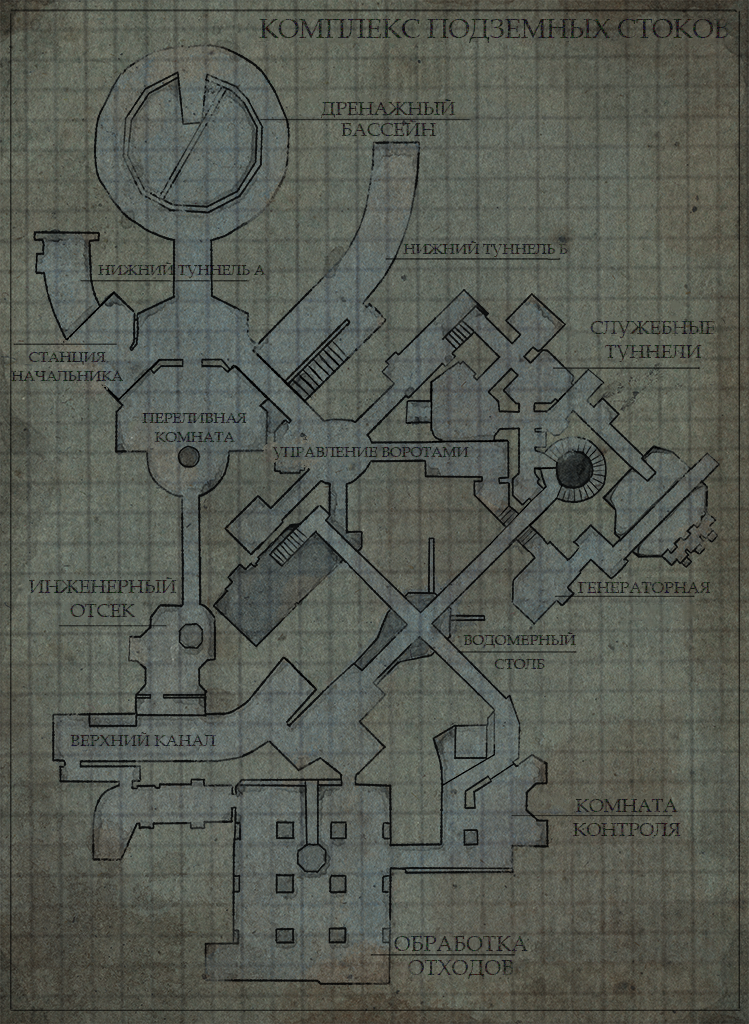 КОМПЛЕКС ПОДЗЕМНЫХ СТОКОВ
ДРЕНАЖНЫЙ
БАССЕЙН
НИЖНИЙ ТУННЕЛЬ Б
НИЖНИЙ ТУННЕЛЬ А
СЛУЖЕБНЫЕ
ТУННЕЛИ
СТАНЦИЯ
НАЧАЛЬНИКА
ПЕРЕЛИВНАЯ
КОМНАТА
УПРАВЛЕНИЕ ВОРОТАМИ
ИНЖЕНЕРНЫЙ
ОТСЕК
ГЕНЕРАТОРНАЯ
ВОДОМЕРНЫЙ
СТОЛБ
ВЕРХНИЙ КАНАЛ
КОМНАТА
КОНТРОЛЯ
ОБРАБОТКА
ОТХОДОВ